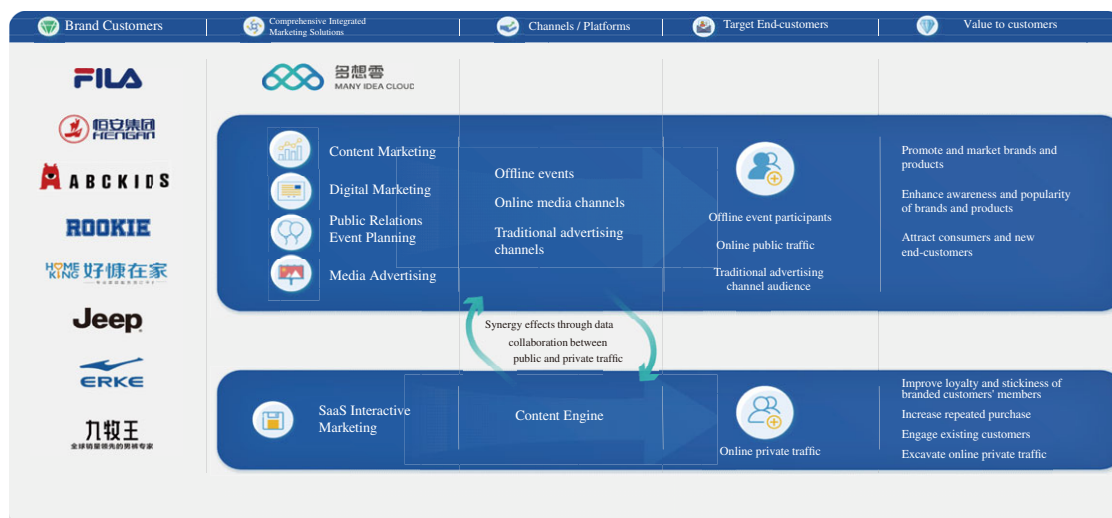 Brand Customers
Comprehensive Integrated
Marketing Solutions
Channels / Platforms
Target End-customers
Value to customers
FILA
恒安集团
HENGAN
ABCKIDS
ROOKIE
HOME
KING 好慷在家
Jeep
ERKE
九牧王
全球销量领先的男裤专家
多想雲
MANY IDEA CLOUD
Content Marketing
Digital Marketing
Public Relations
Event Planning
Media Advertising
Offline events
Online media channels
Traditional advertising
channels
Offline event participants
Online public traffic
Traditional advertising
channel audience
Promote and market brands and
products
Enhance awareness and popularity
of brands and products
Attract consumers and new
end-customers
Synergy effects through data
collaboration between
public and private traffic
SaaS Interactive
Marketing
Content Engine
Online private traffic
Improve loyalty and stickiness of
branded customers' members
Increase repeated purchase
Engage existing customers
Excavate online private traffic